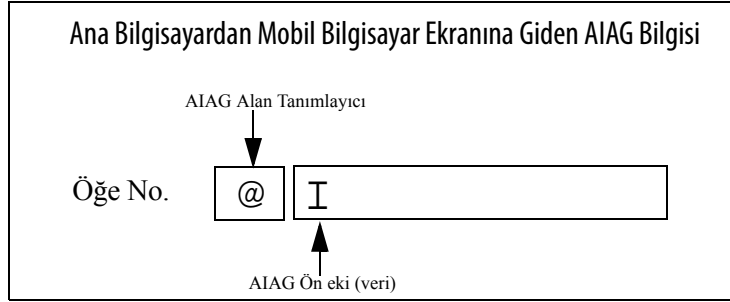 Ana Bilgisayardan Mobil Bilgisayar Ekranına Giden AIAG Bilgisi
AIAG Alan Tanımlayıcı
Öğe No. @ I
AIAG Ön eki (veri)